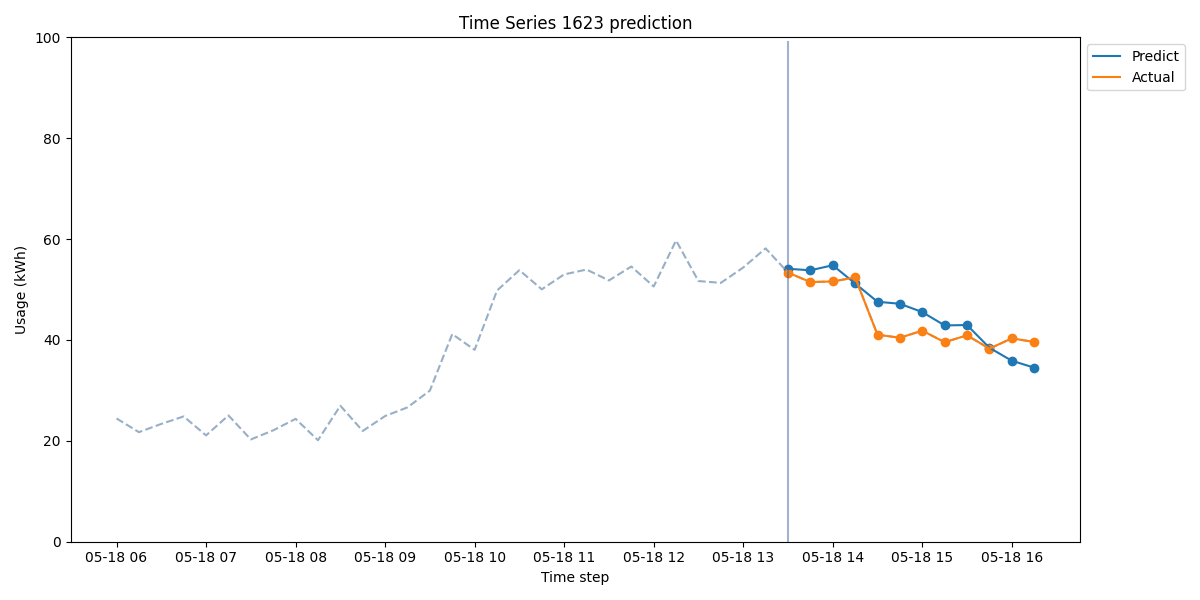 Time Series 1623 prediction
Predict
Actual
Usage (kWh)
100
80
60
40
20
0
05-18 06 05-18 07 05-18 08 05-18 09 05-18 10 05-18 11 05-18 12 05-18 13 05-18 14 05-18 15 05-18 16
Time step